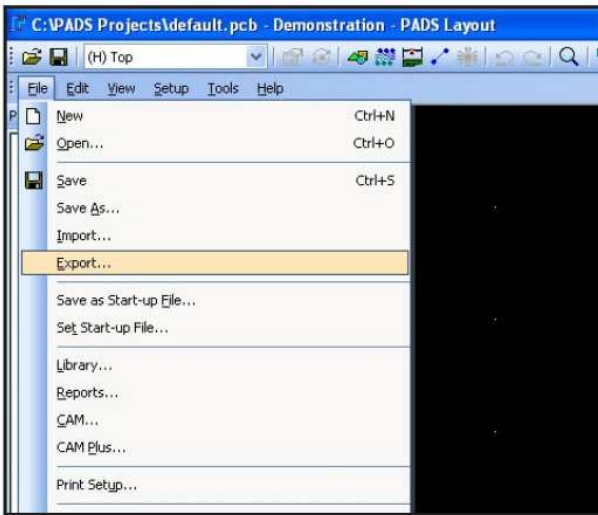 C:\PADS Projects\default.pcb - Demonstration - PADS Layout
(H) Top
File Edit View Setup Tools Help
P
New Ctrl+N
Open... Ctrl+O
Save Ctrl+S
Save As...
Import...
Export...
Save as Start-up File...
Set Start-up File...
Library...
Reports...
CAM...
CAM Plus...
Print Setup...